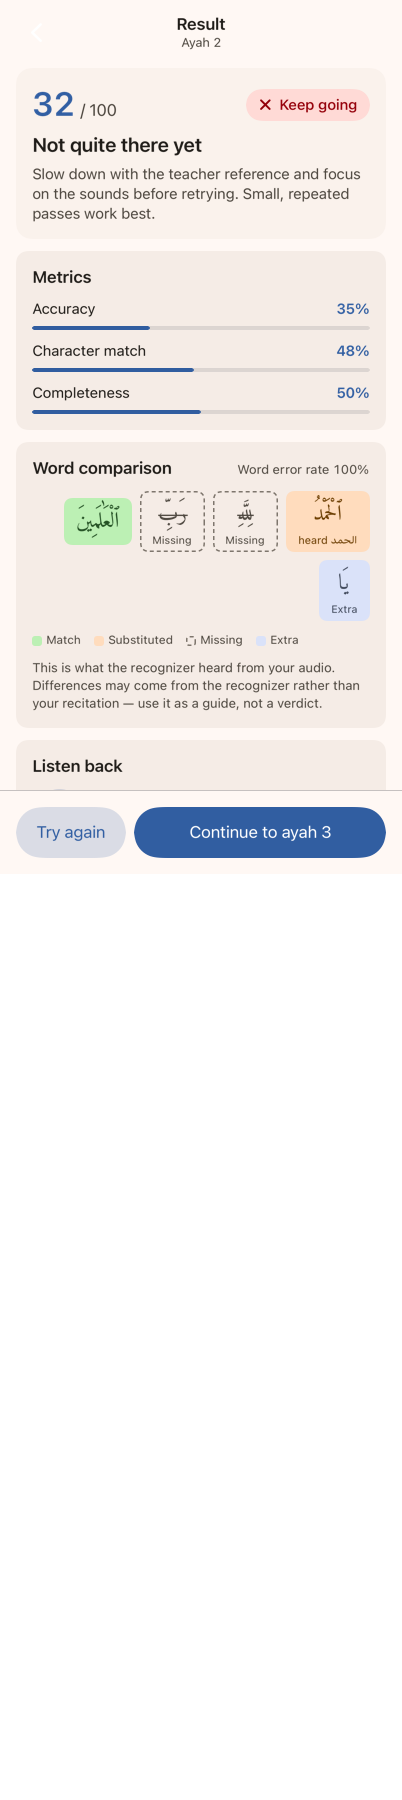 Result
Ayah 2
32 / 100
Keep going
Not quite there yet
Slow down with the teacher reference and focus
on the sounds before retrying. Small, repeated
passes work best.
Metrics
Accuracy 35%
Character match 48%
Completeness 50%
Word comparison Word error rate 100%
ٱلْحَمْدُ لِلَّهِ رَبِّ ٱلْعَٰلَمِينَ
heard الحمد Missing Missing
يَا
Extra
Match Substituted Missing Extra
This is what the recognizer heard from your audio.
Differences may come from the recognizer rather than
your recitation — use it as a guide, not a verdict.
Listen back
Try again Continue to ayah 3